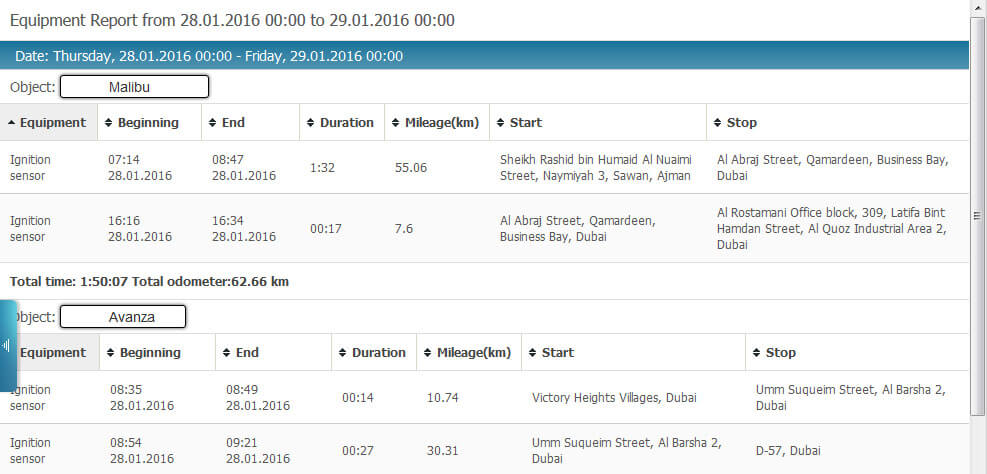 Equipment Report from 28.01.2016 00:00 to 29.01.2016 00:00
Date: Thursday, 28.01.2016 00:00 - Friday, 29.01.2016 00:00
Object: Malibu
Equipment Beginning End Duration Mileage(km) Start Stop
Ignition sensor 07:14 28.01.2016 08:47 28.01.2016 1:32 55.06 Sheikh Rashid bin Humaid Al Nuaimi Street, Naymiyah 3, Sawan, Ajman Al Abraj Street, Qamardeen, Business Bay, Dubai
Ignition sensor 16:16 28.01.2016 16:34 28.01.2016 00:17 7.6 Al Abraj Street, Qamardeen, Business Bay, Dubai Al Rostamani Office block, 309, Latifa Bint Hamdan Street, Al Quoz Industrial Area 2, Dubai
Total time: 1:50:07 Total odometer:62.66 km
Object: Avanza
Equipment Beginning End Duration Mileage(km) Start Stop
Ignition sensor 08:35 28.01.2016 08:49 28.01.2016 00:14 10.74 Victory Heights Villages, Dubai Umm Suqueim Street, Al Barsha 2, Dubai
Ignition sensor 08:54 28.01.2016 09:21 28.01.2016 00:27 30.31 Umm Suqueim Street, Al Barsha 2, Dubai D-57, Dubai